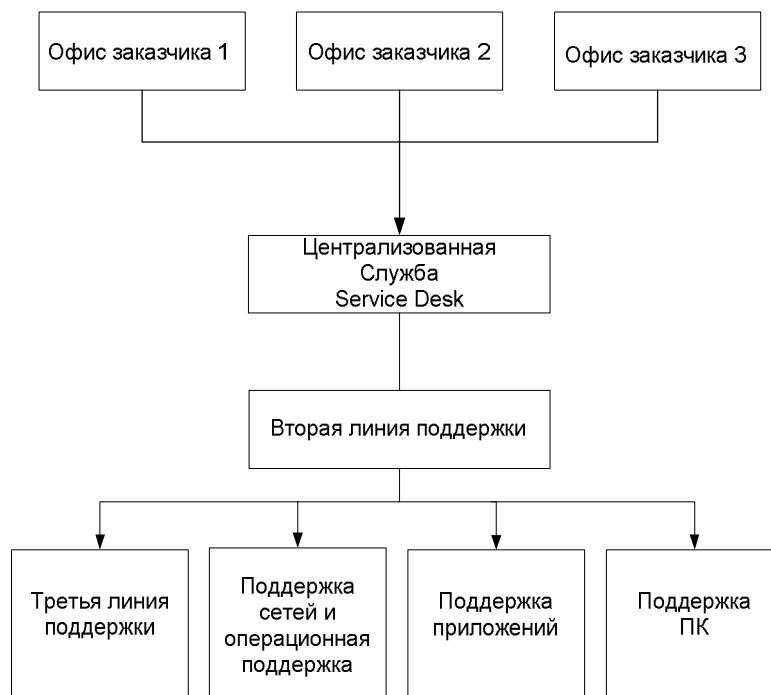 Офис заказчика 1
Офис заказчика 2
Офис заказчика 3
Централизованная
Служба
Service Desk
Вторая линия поддержки
Третья линия
поддержки
Поддержка
сетей и
операционная
поддержка
Поддержка
приложений
Поддержка
ПК